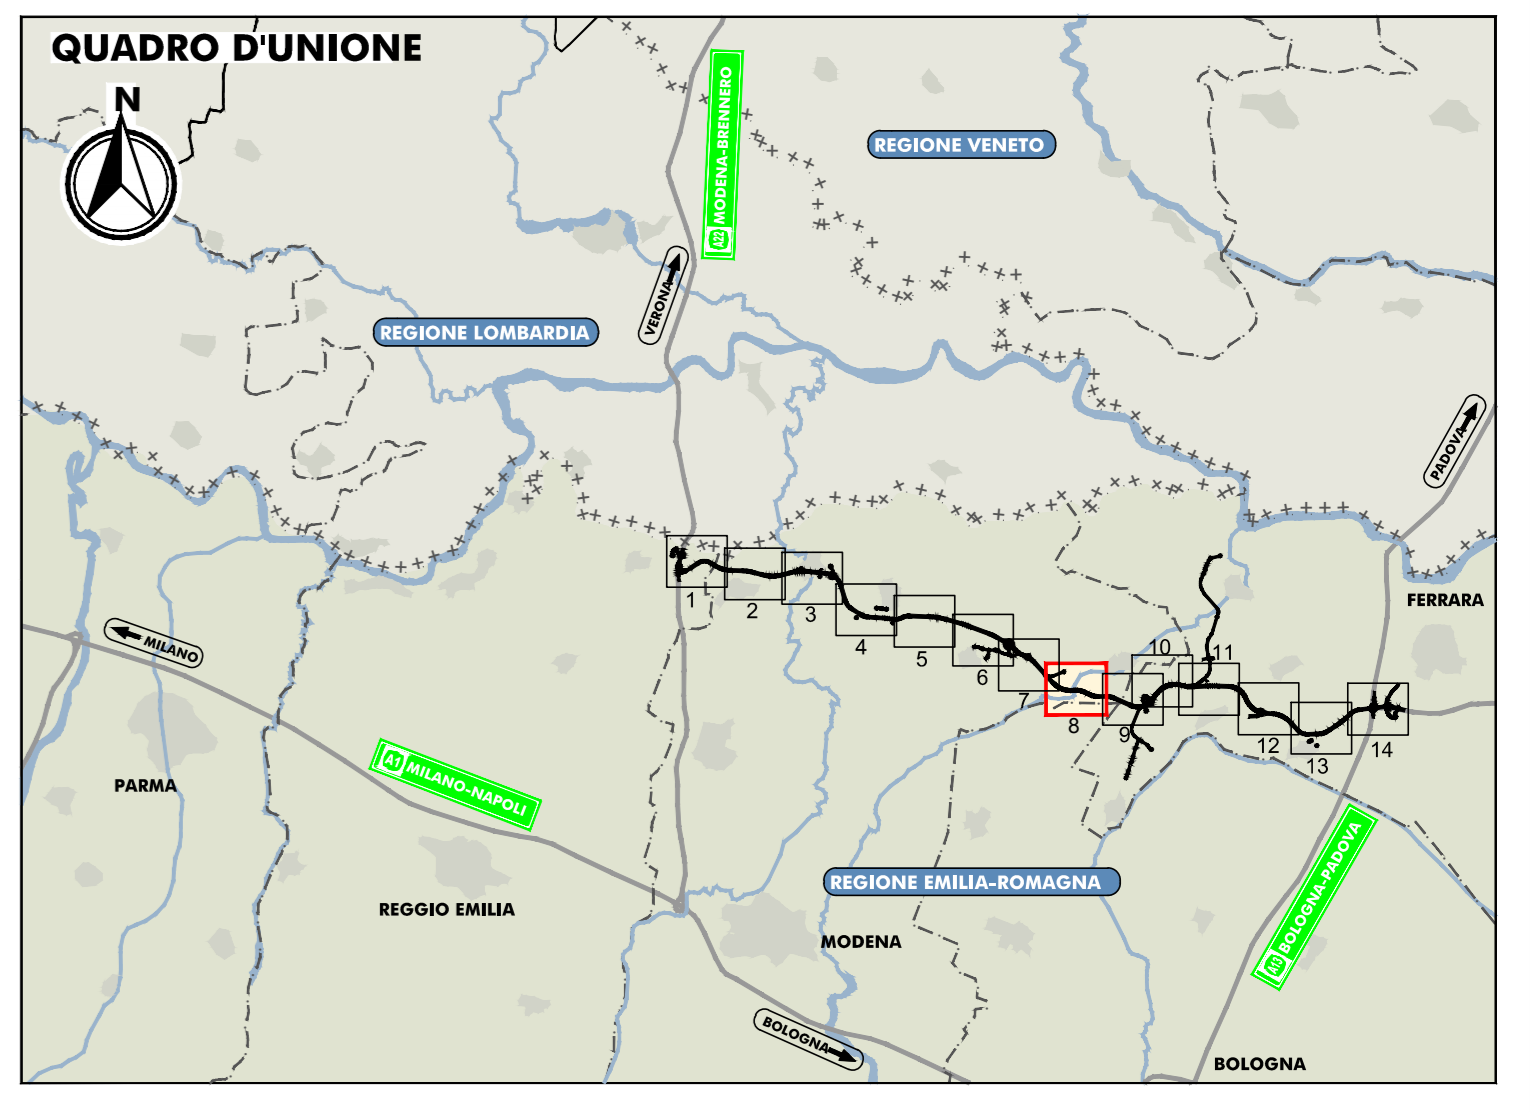 QUADRO D'UNIONE
N
A22 MODENA-BRENNERO
REGIONE VENETO
VERONA
REGIONE LOMBARDIA
PADOVA
FERRARA
MILANO
1
2
3
4
5
6
7
8
9
10
11
12
13
14
PARMA
A1 MILANO-NAPOLI
REGIONE EMILIA-ROMAGNA
A13 BOLOGNA-PADOVA
REGGIO EMILIA
MODENA
BOLOGNA
BOLOGNA